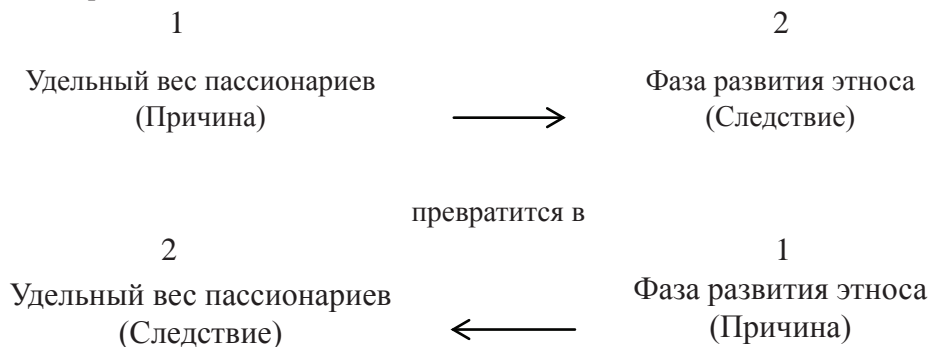 1 2
Удельный вес пассионариев Фаза развития этноса
(Причина) (Следствие)
превратится в
2 1
Удельный вес пассионариев Фаза развития этноса
(Следствие) (Причина)